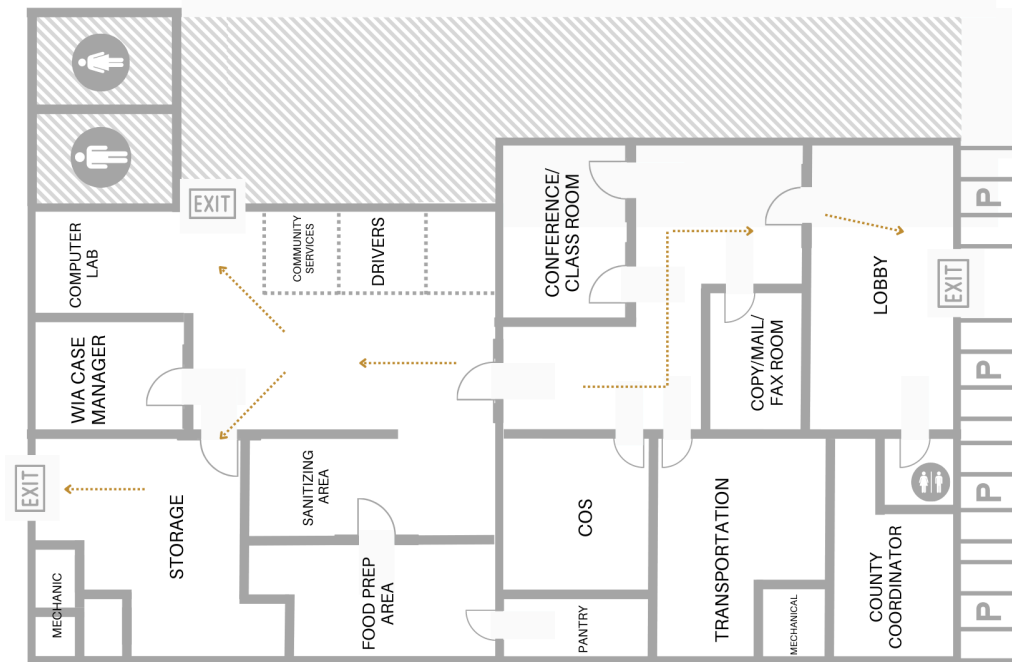 EXIT
COMPUTER
LAB
COMMUNITY
SERVICES
DRIVERS
CONFERENCE/
CLASS ROOM
LOBBY
EXIT
P
WIA CASE
MANAGER
COPY/MAIL/
FAX ROOM
P
EXIT
STORAGE
SANITIZING
AREA
COS
TRANSPORTATION
P
MECHANIC
FOOD PREP
AREA
PANTRY
MECHANICAL
COUNTY
COORDINATOR
P